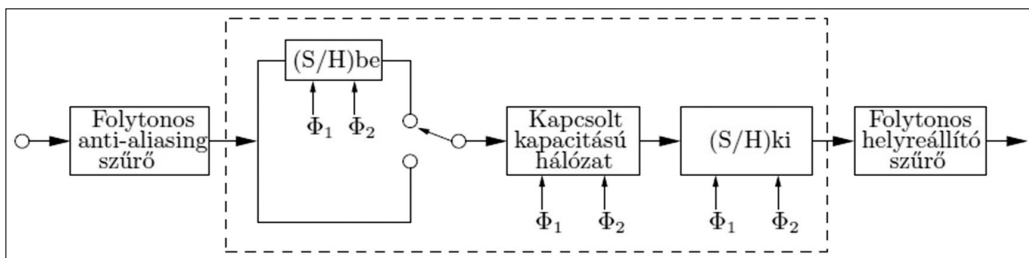 Folytonos
anti-aliasing
szűrő
(S/H)be
Φ₁ Φ₂
Kapcsolt
kapacitású
hálózat
Φ₁ Φ₂
(S/H)ki
Φ₁ Φ₂
Folytonos
helyreállító
szűrő